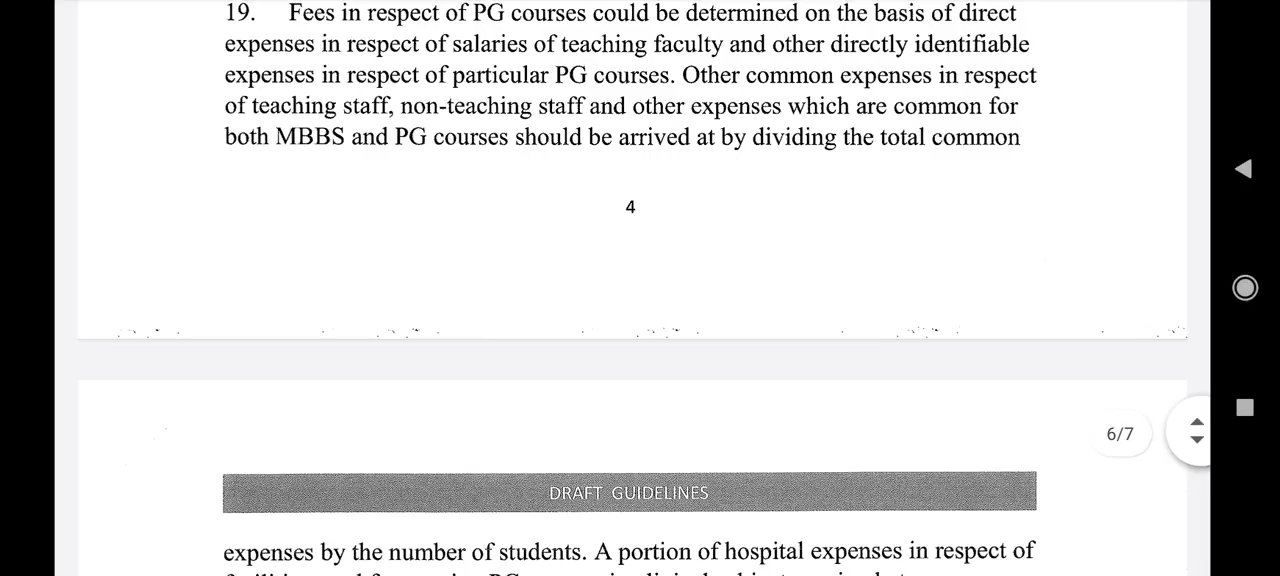 19. Fees in respect of PG courses could be determined on the basis of direct
expenses in respect of salaries of teaching faculty and other directly identifiable
expenses in respect of particular PG courses. Other common expenses in respect
of teaching staff, non-teaching staff and other expenses which are common for
both MBBS and PG courses should be arrived at by dividing the total common
4
6/7
DRAFT GUIDELINES
expenses by the number of students. A portion of hospital expenses in respect of